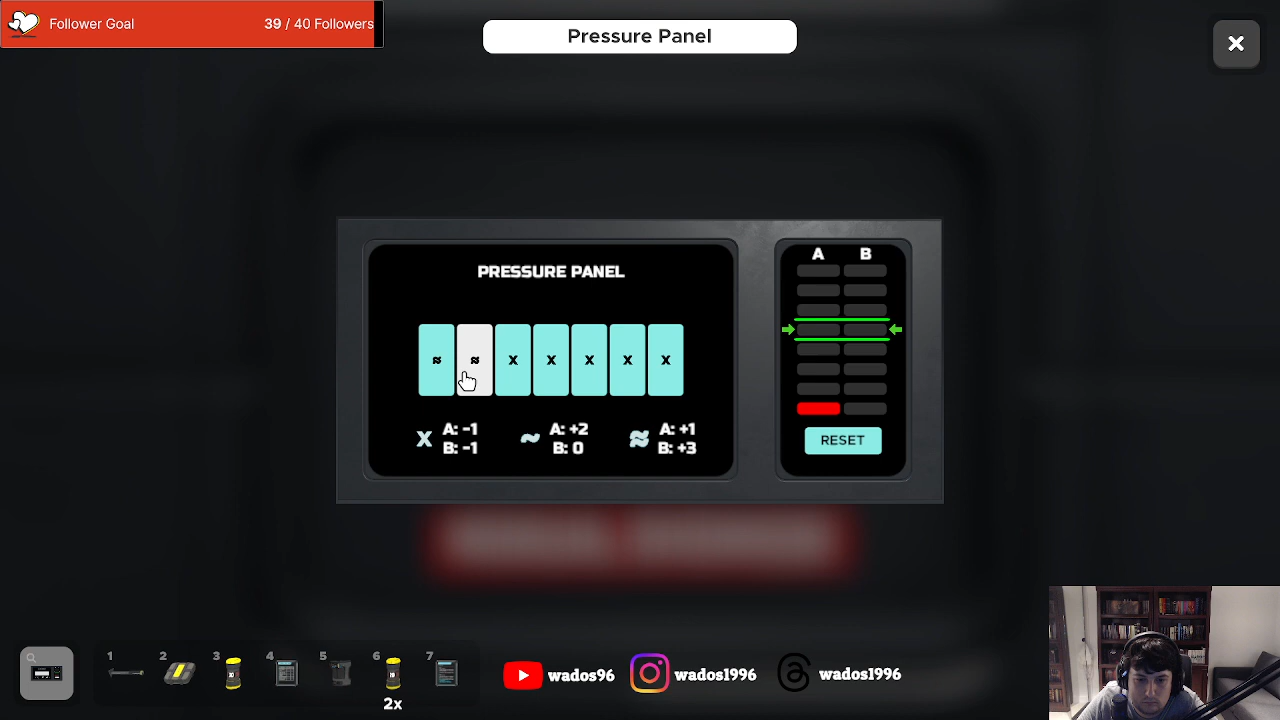 Follower Goal 39 / 40 Followers
Pressure Panel
PRESSURE PANEL
≈ ≈ X X X X X
X A: -1 B: -1 ~ A: +2 B: 0 ≈ A: +1 B: +3
A B
RESET
1 2 3 4 5 6 7
2x
wados96 wados1996 wados1996